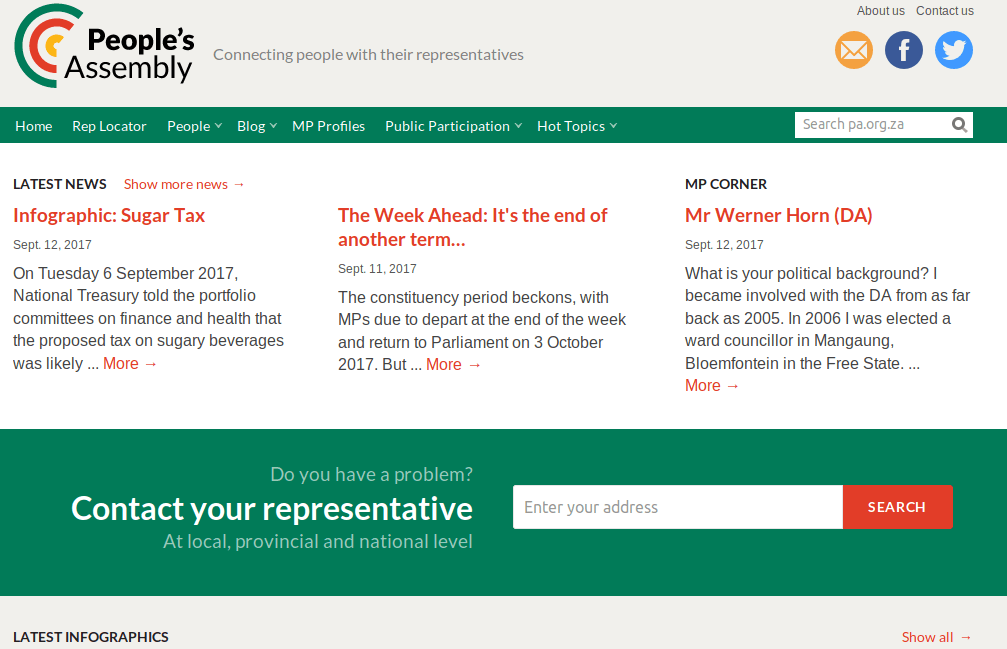 About us Contact us
People's
Assembly
Connecting people with their representatives
Home Rep Locator People Blog MP Profiles Public Participation Hot Topics Search pa.org.za
LATEST NEWS Show more news →
Infographic: Sugar Tax
Sept. 12, 2017
On Tuesday 6 September 2017,
National Treasury told the portfolio
committees on finance and health that
the proposed tax on sugary beverages
was likely ... More →
The Week Ahead: It's the end of
another term...
Sept. 11, 2017
The constituency period beckons, with
MPs due to depart at the end of the week
and return to Parliament on 3 October
2017. But ... More →
MP CORNER
Mr Werner Horn (DA)
Sept. 12, 2017
What is your political background? I
became involved with the DA from as far
back as 2005. In 2006 I was elected a
ward councillor in Mangaung,
Bloemfontein in the Free State. ...
More →
Do you have a problem?
Contact your representative
At local, provincial and national level
Enter your address SEARCH
LATEST INFOGRAPHICS Show all →